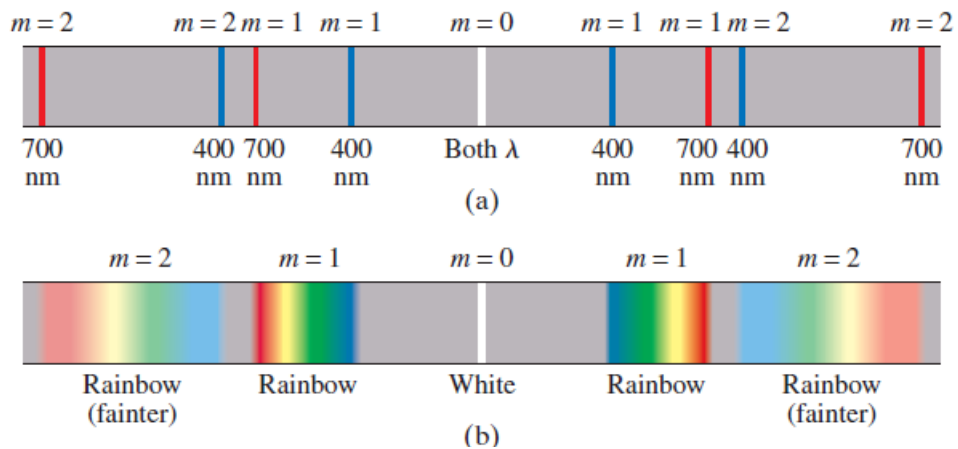 m = 2 m = 2 m = 1 m = 1 m = 0 m = 1 m = 1 m = 2 m = 2
700 400 700 400 Both λ 400 700 400 700
nm nm nm nm nm nm nm nm
(a)
m = 2 m = 1 m = 0 m = 1 m = 2
Rainbow Rainbow White Rainbow Rainbow
(fainter) (fainter)
(b)